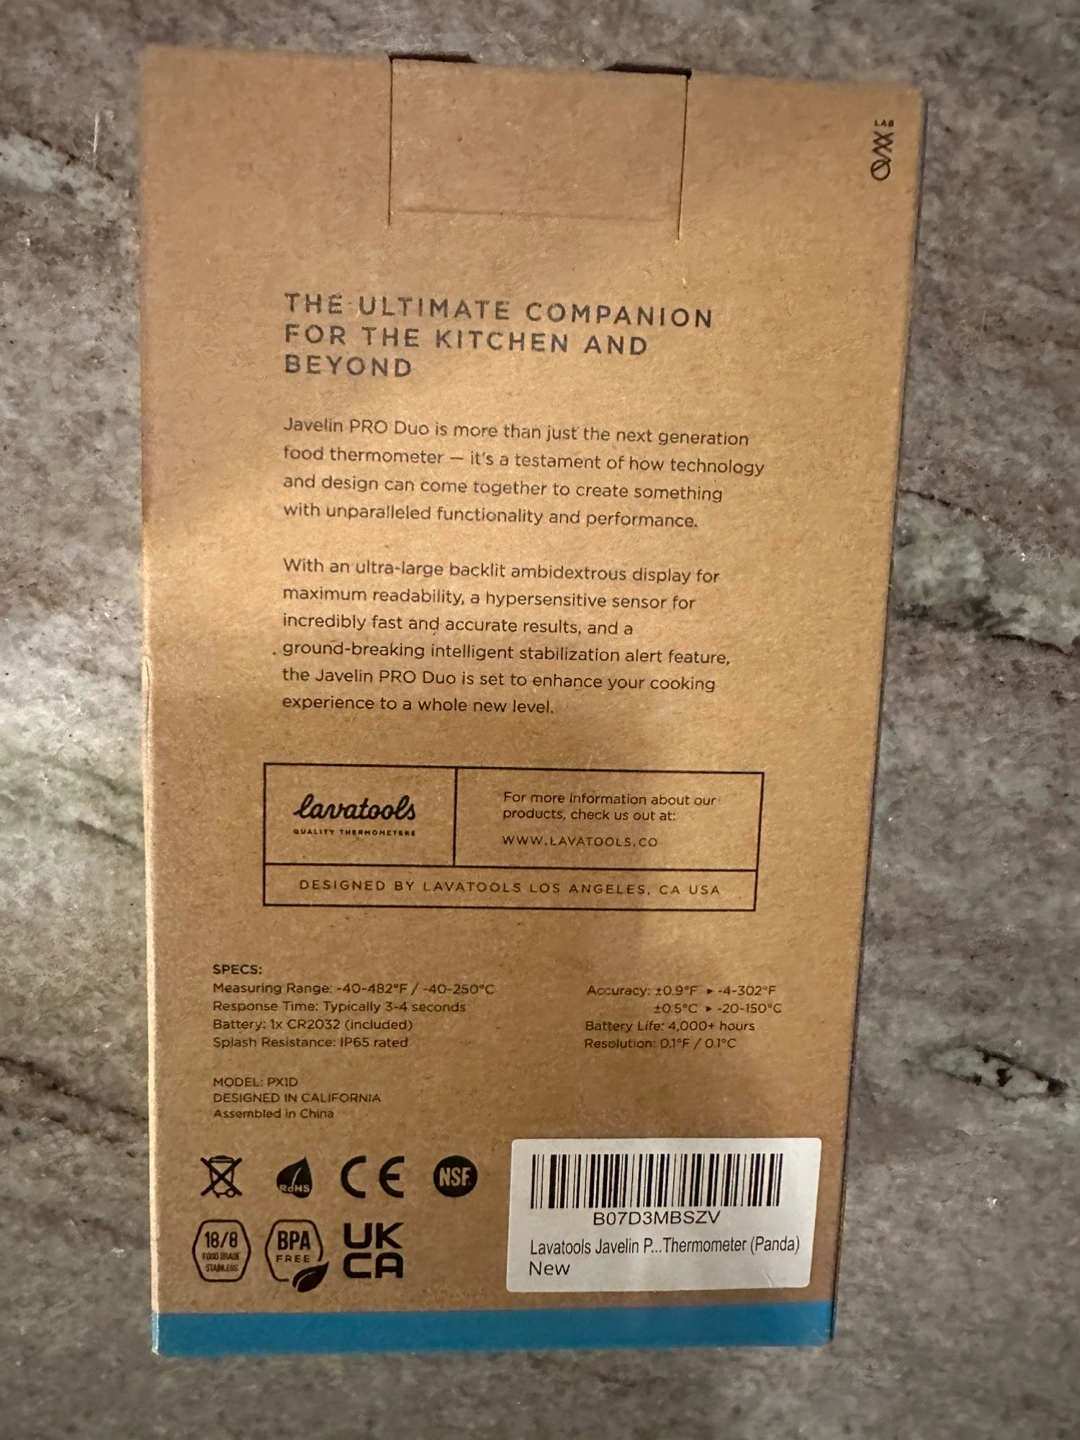 LAB
THE ULTIMATE COMPANION
FOR THE KITCHEN AND
BEYOND
Javelin PRO Duo is more than just the next generation
food thermometer — it's a testament of how technology
and design can come together to create something
with unparalleled functionality and performance.
With an ultra-large backlit ambidextrous display for
maximum readability, a hypersensitive sensor for
incredibly fast and accurate results, and a
ground-breaking intelligent stabilization alert feature,
the Javelin PRO Duo is set to enhance your cooking
experience to a whole new level.
lavatools
QUALITY THERMOMETERS
For more information about our
products, check us out at:
WWW.LAVATOOLS.CO
DESIGNED BY LAVATOOLS LOS ANGELES, CA USA
SPECS:
Measuring Range: -40-482°F / -40-250°C
Response Time: Typically 3-4 seconds
Battery: 1x CR2032 (included)
Splash Resistance: IP65 rated
Accuracy: ±0.9°F ▸ -4-302°F
±0.5°C ▸ -20-150°C
Battery Life: 4,000+ hours
Resolution: 0.1°F / 0.1°C
MODEL: PX1D
DESIGNED IN CALIFORNIA
Assembled in China
RoHS
CE
NSF
18/8
FOOD GRADE
STAINLESS
BPA
FREE
UK
CA
B07D3MBSZV
Lavatools Javelin P...Thermometer (Panda)
New